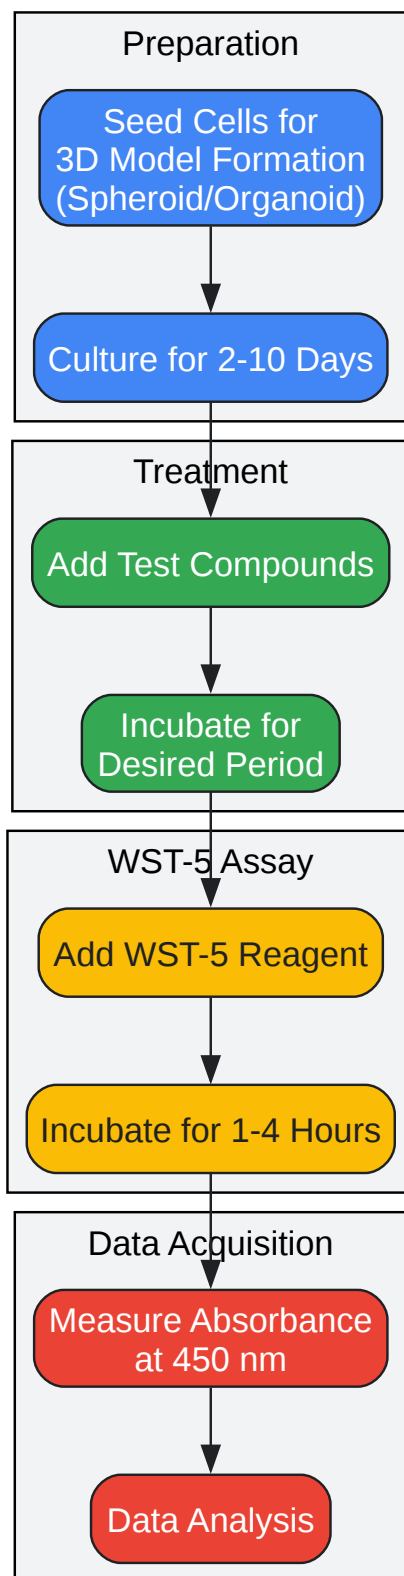 Preparation
Seed Cells for
3D Model Formation
(Spheroid/Organoid)
Culture for 2-10 Days
Treatment
Add Test Compounds
Incubate for
Desired Period
WST-5 Assay
Add WST-5 Reagent
Incubate for 1-4 Hours
Data Acquisition
Measure Absorbance
at 450 nm
Data Analysis